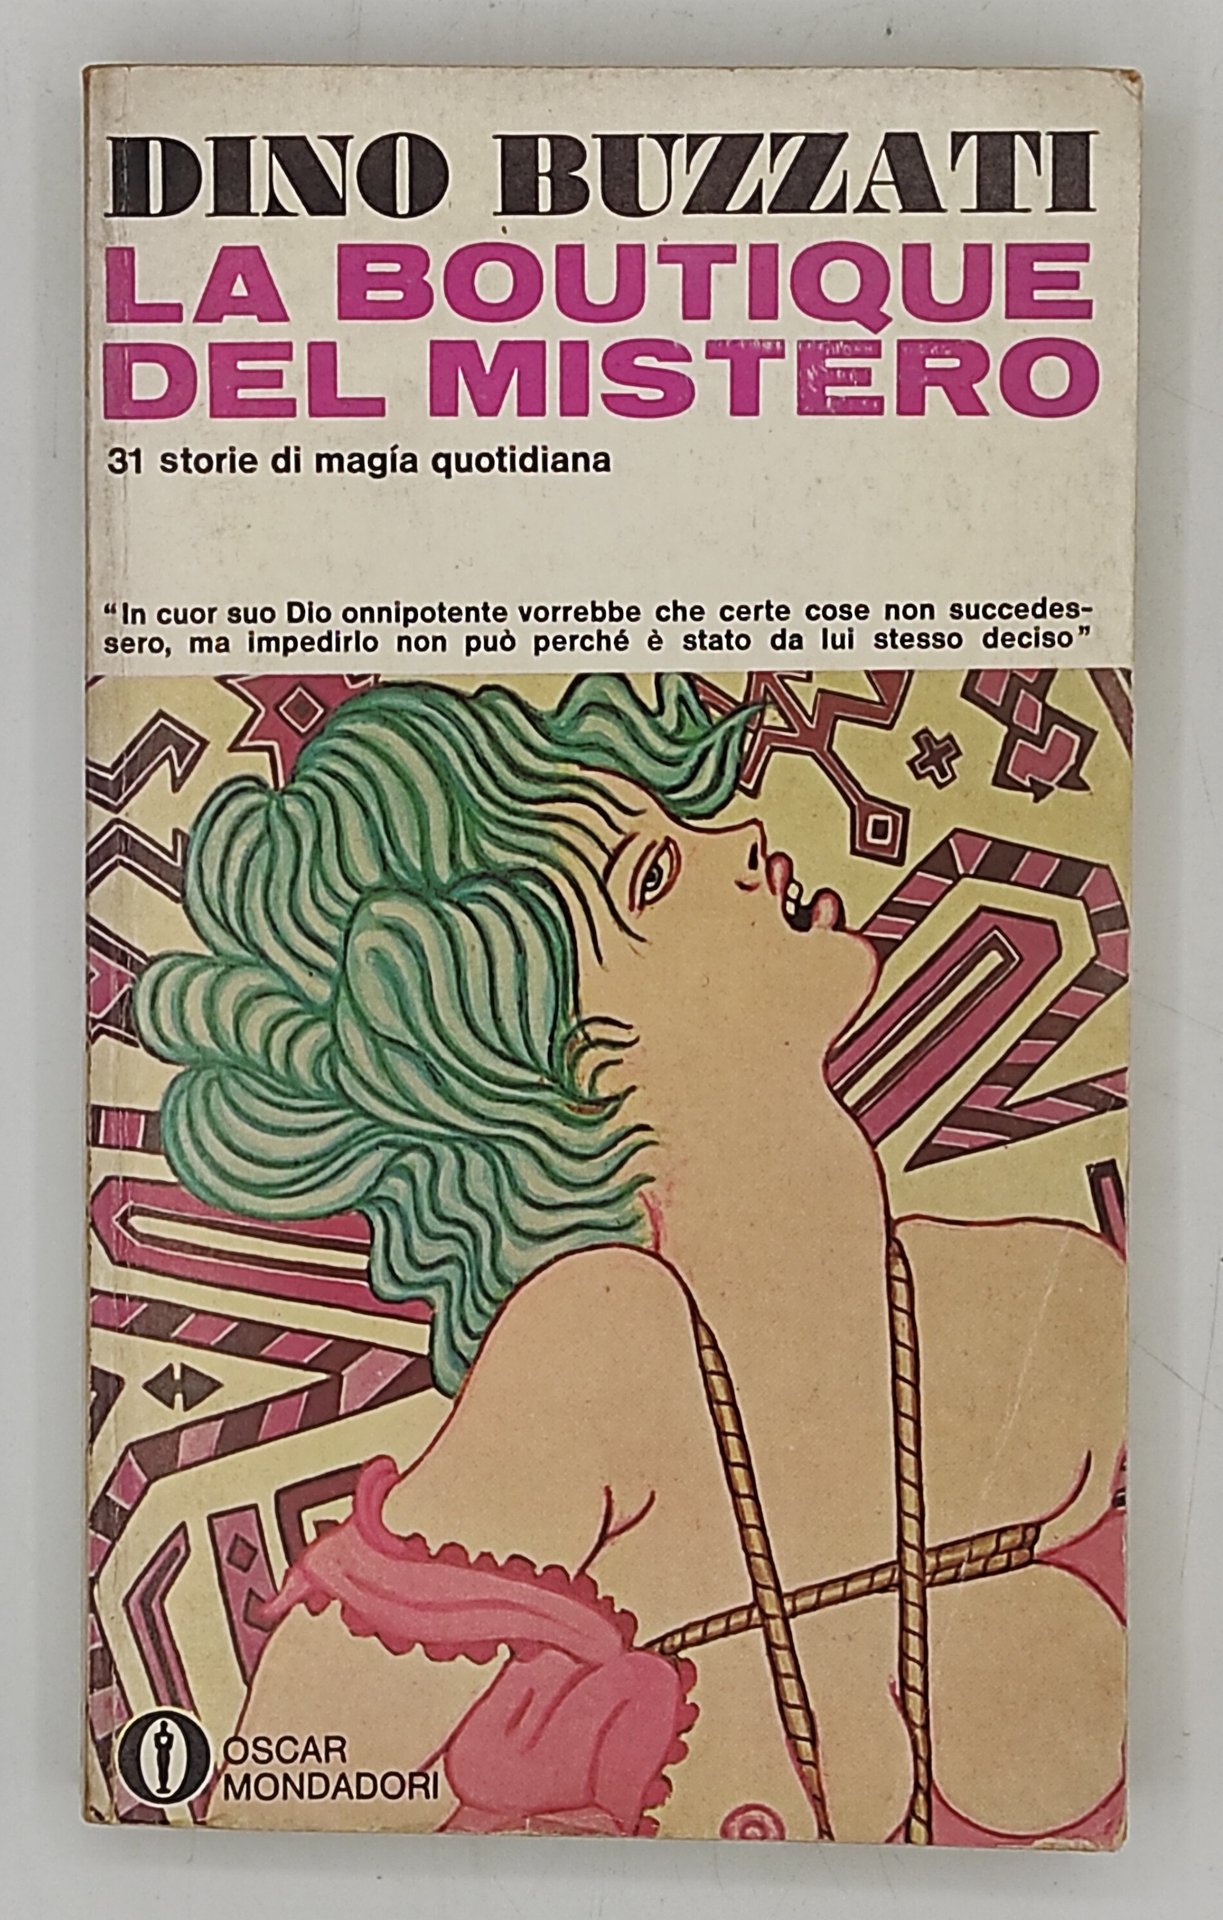 DINO BUZZATI
LA BOUTIQUE
DEL MISTERO
31 storie di magía quotidiana
“In cuor suo Dio onnipotente vorrebbe che certe cose non succedes-
sero, ma impedirlo non può perché è stato da lui stesso deciso”
OSCAR
MONDADORI